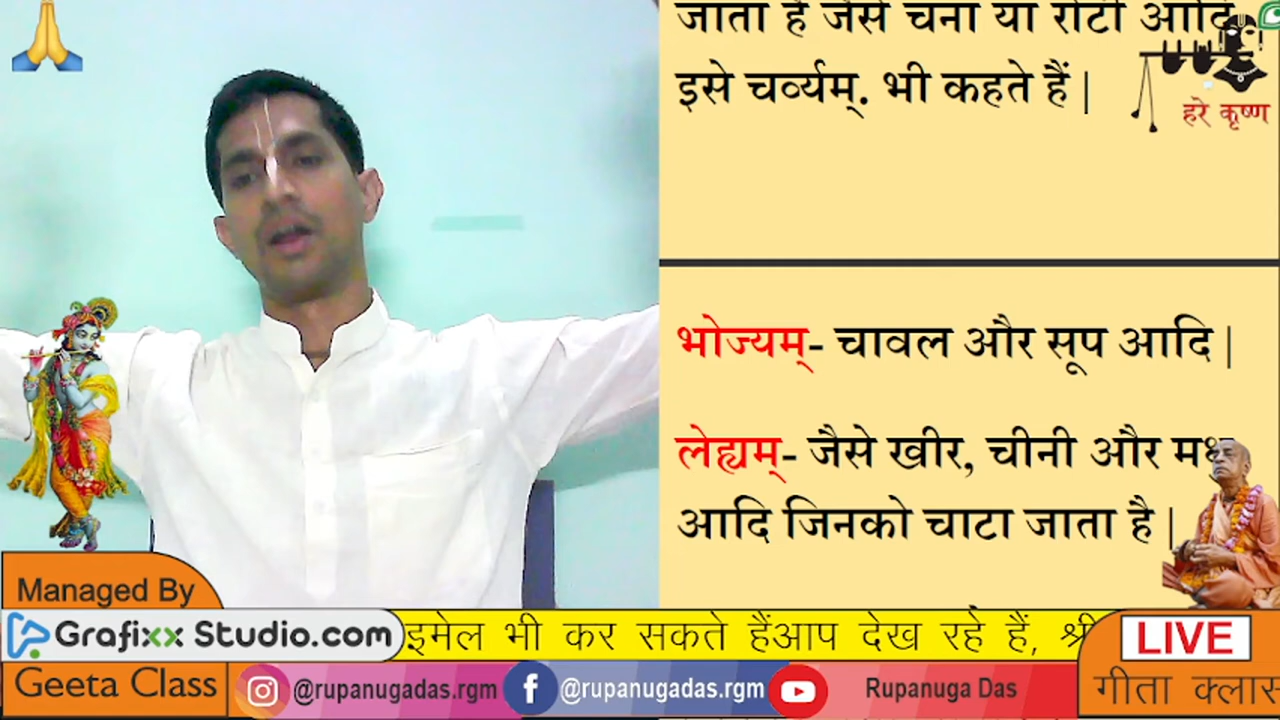 जाता है जैसे चना या रोटी आदि
इसे चर्व्यम्. भी कहते हैं |
हरे कृष्ण
भोज्यम्- चावल और सूप आदि |
लेह्यम्- जैसे खीर, चीनी और
आदि जिनको चाटा जाता है |
Managed By
Grafixx Studio.com
इमेल भी कर सकते हैंआप देख रहे हैं, श्री
LIVE
Geeta Class
@rupanugadas.rgm
@rupanugadas.rgm
Rupanuga Das
गीता क्लास